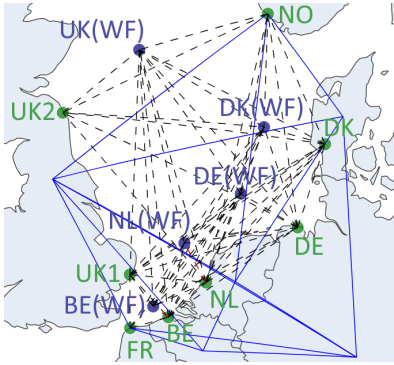 NO
UK(WF)
UK2
DK(WF)
DK
DE(WF)
NL(WF)
DE
UK1
NL
BE(WF)
BE
FR